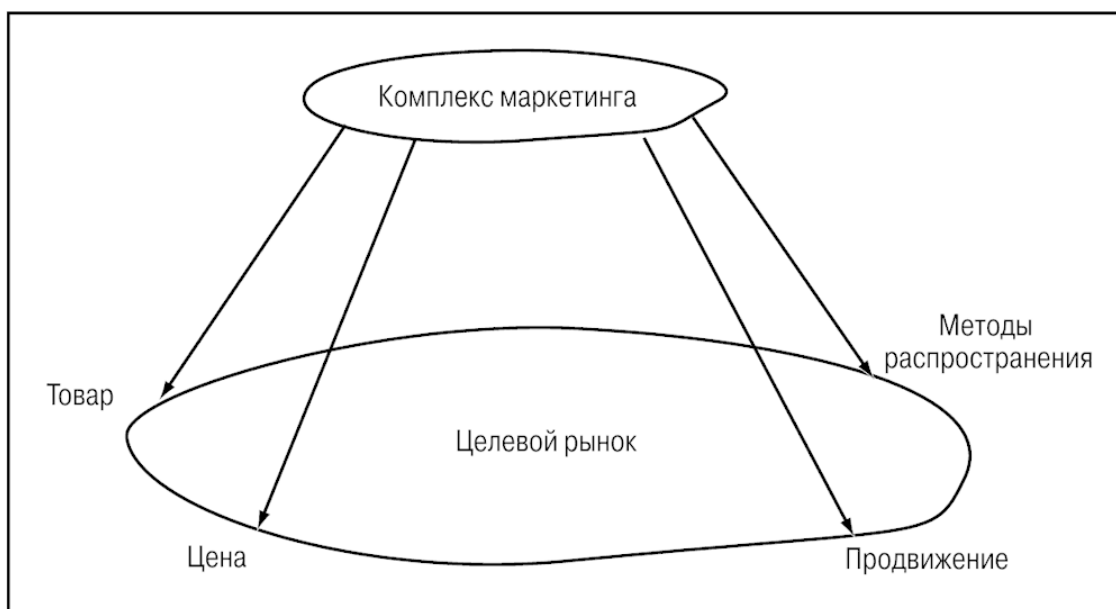 Комплекс маркетинга
Методы
распространения
Товар
Целевой рынок
Цена
Продвижение